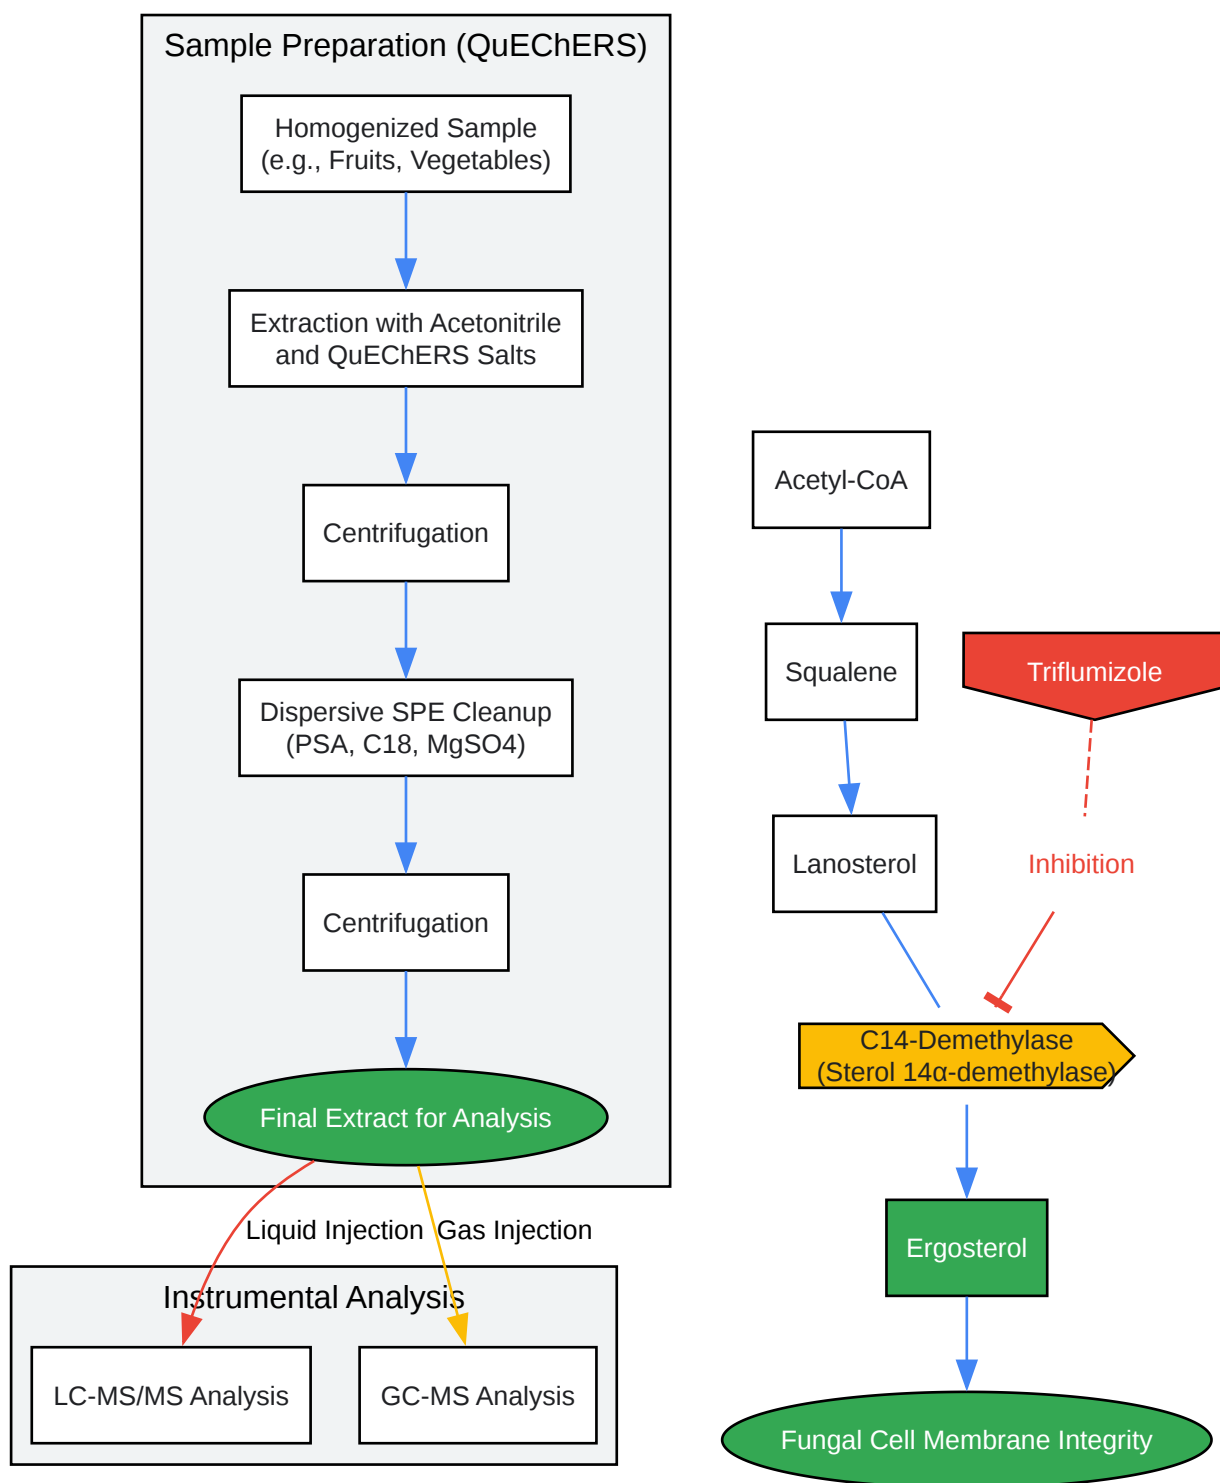 Sample Preparation (QuEChERS)
Homogenized Sample
(e.g., Fruits, Vegetables)
Extraction with Acetonitrile
and QuEChERS Salts
Centrifugation
Dispersive SPE Cleanup
(PSA, C18, MgSO4)
Centrifugation
Final Extract for Analysis
Liquid Injection
Gas Injection
Instrumental Analysis
LC-MS/MS Analysis
GC-MS Analysis
Acetyl-CoA
Squalene
Triflumizole
Lanosterol
Inhibition
C14-Demethylase
(Sterol 14α-demethylase)
Ergosterol
Fungal Cell Membrane Integrity